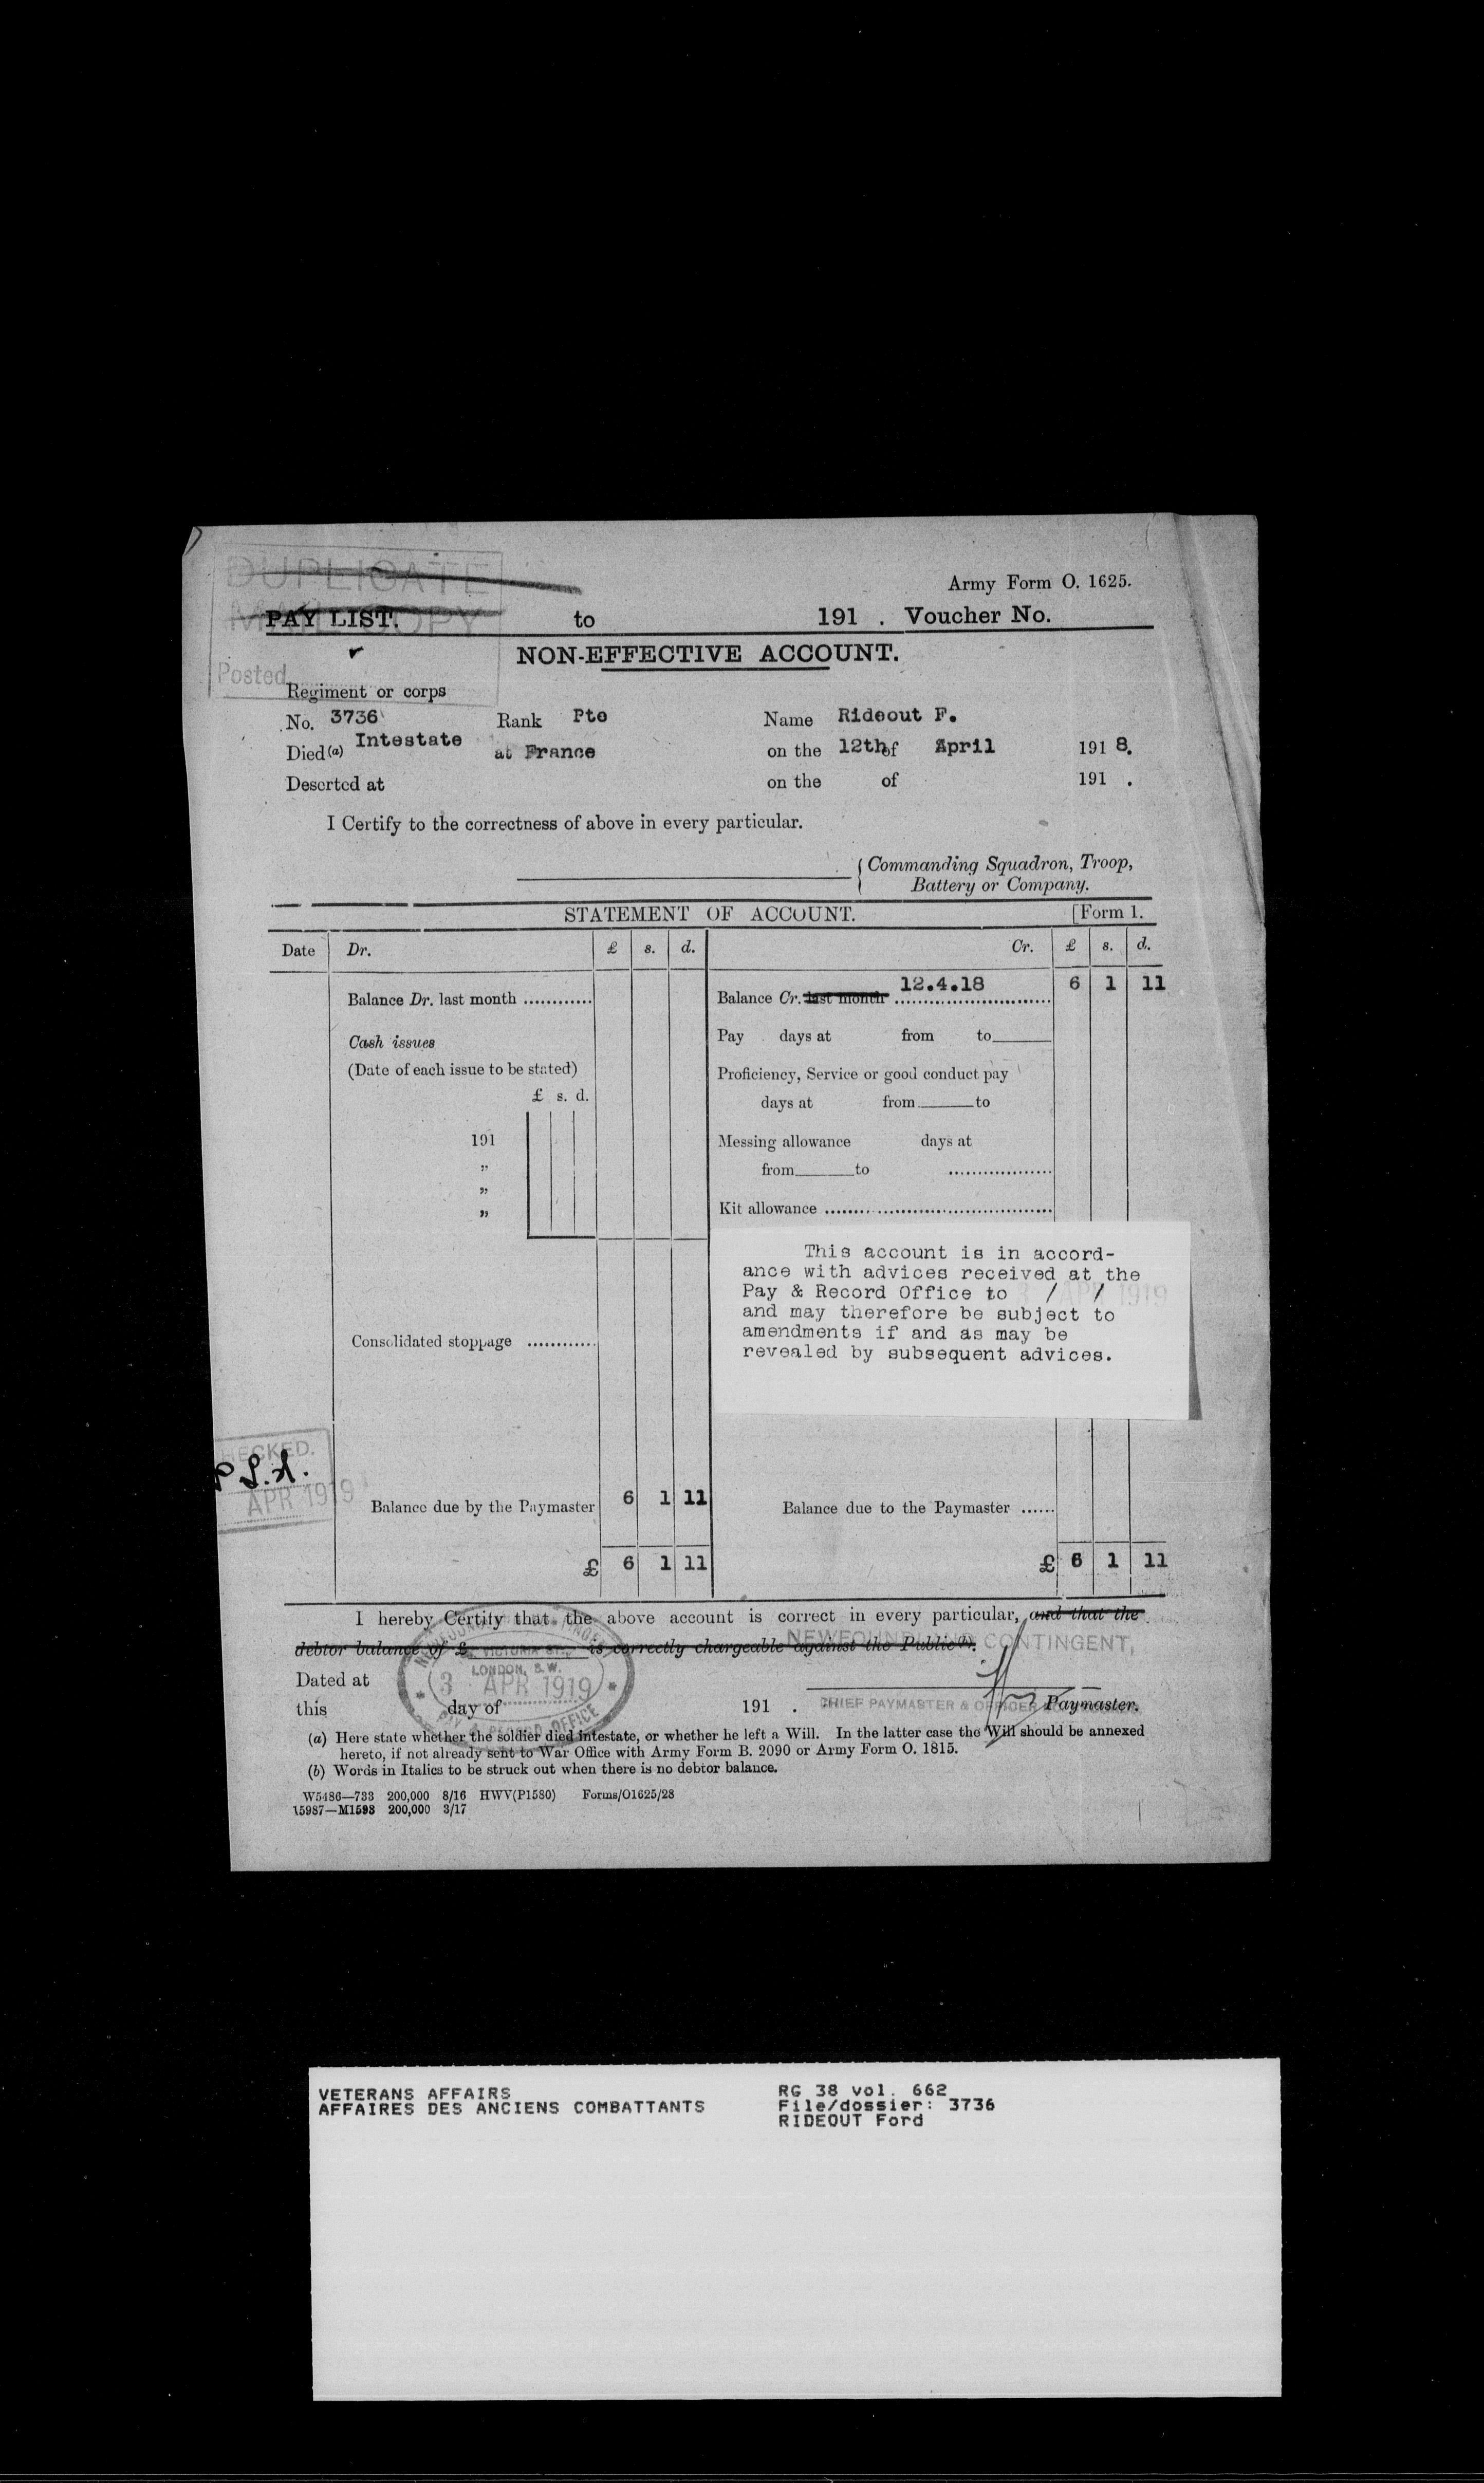 DUPLICATE
MAIL COPY
Army Form O. 1625.
PAY LIST. to 191 . Voucher No.
NON-EFFECTIVE ACCOUNT.
Posted
Regiment or corps
No. 3736 Rank Pte Name Rideout F.
Died (a) Intestate at France on the 12th of April 191 8.
Deserted at on the of 191 .
I Certify to the correctness of above in every particular.
Commanding Squadron, Troop,
Battery or Company.
STATEMENT OF ACCOUNT. [Form 1.
Date Dr. £ s. d. Cr. £ s. d.
Balance Dr. last month ............ Balance Cr. last month 12.4.18 6 1 11
Cash issues Pay days at from to
(Date of each issue to be stated) Proficiency, Service or good conduct pay
£ s. d. days at from to
191 Messing allowance days at
„ from to
„
„ Kit allowance
This account is in accord-
ance with advices received at the
Pay & Record Office to / / APR 1919
and may therefore be subject to
amendments if and as may be
revealed by subsequent advices.
Consolidated stoppage ............
CHECKED.
APR 1919
Balance due by the Paymaster 6 1 11 Balance due to the Paymaster ......
£ 6 1 11 £ 6 1 11
I hereby Certify that the above account is correct in every particular, and that the
debtor balance of £ is correctly chargeable against the Public (b).
NEWFOUNDLAND CONTINGENT,
VICTORIA ST.,
LONDON, S.W.
3 APR 1919
PAY & RECORD OFFICE
Dated at
this day of 191 . CHIEF PAYMASTER & OFFICER Paymaster.
(a) Here state whether the soldier died intestate, or whether he left a Will. In the latter case the Will should be annexed
hereto, if not already sent to War Office with Army Form B. 2090 or Army Form O. 1815.
(b) Words in Italics to be struck out when there is no debtor balance.
W5486—733 200,000 8/16 HWV(P1580) Forms/O1625/28
15987—M1593 200,000 3/17
VETERANS AFFAIRS
AFFAIRES DES ANCIENS COMBATTANTS
RG 38 vol. 662
File/dossier: 3736
RIDEOUT Ford